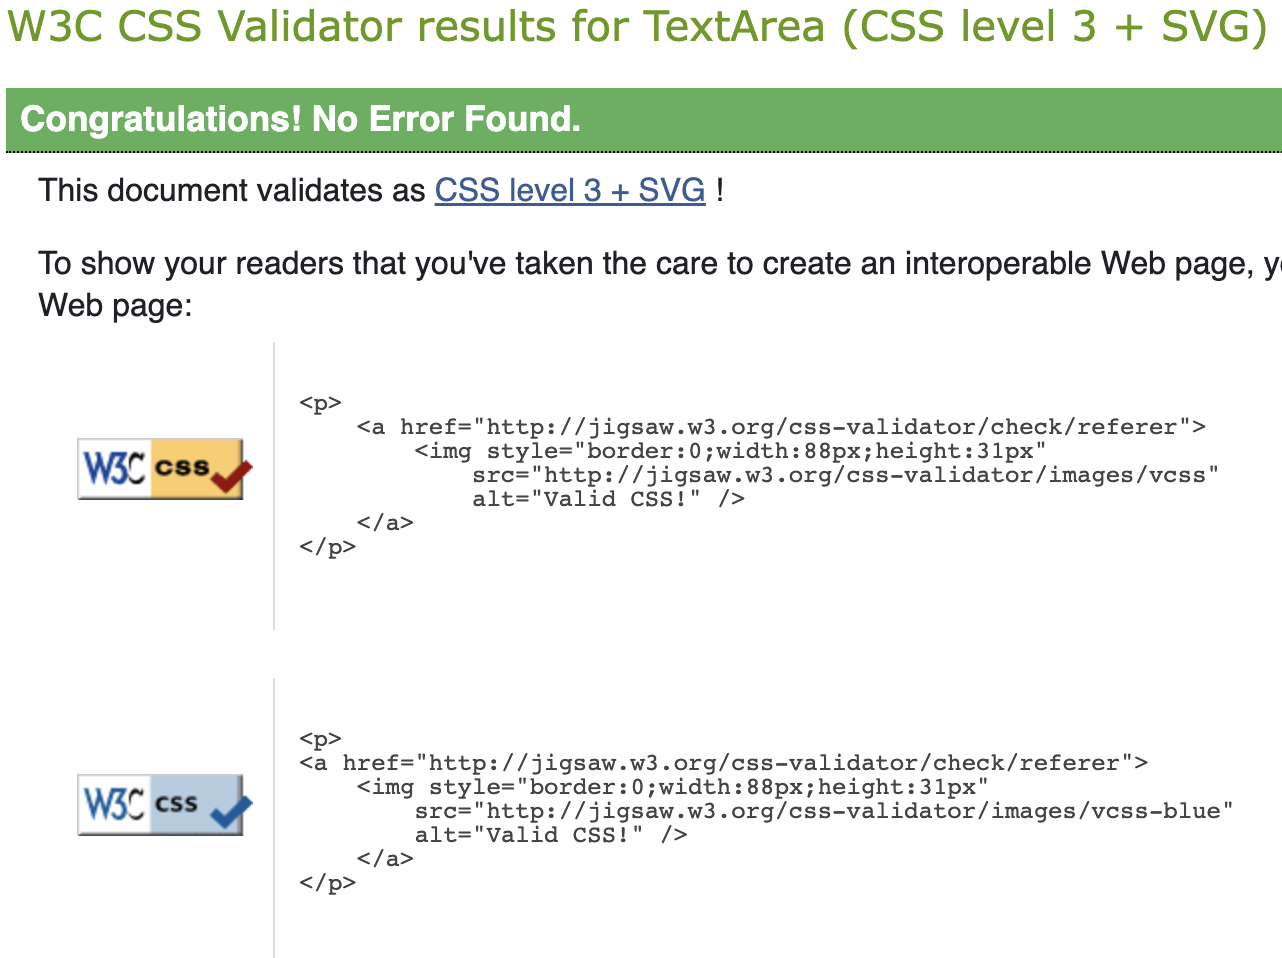 W3C CSS Validator results for TextArea (CSS level 3 + SVG)
Congratulations! No Error Found.
This document validates as CSS level 3 + SVG !
To show your readers that you've taken the care to create an interoperable Web page,
Web page:
W3C css
<p>
<a href="http://jigsaw.w3.org/css-validator/check/referer">
<img style="border:0;width:88px;height:31px"
src="http://jigsaw.w3.org/css-validator/images/vcss"
alt="Valid CSS!" />
</a>
</p>
W3C css
<p>
<a href="http://jigsaw.w3.org/css-validator/check/referer">
<img style="border:0;width:88px;height:31px"
src="http://jigsaw.w3.org/css-validator/images/vcss-blue"
alt="Valid CSS!" />
</a>
</p>